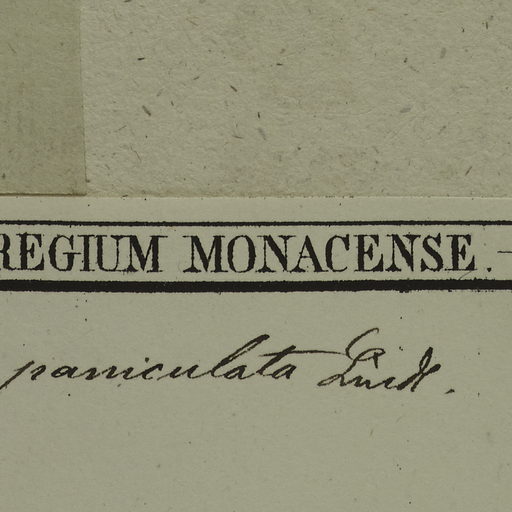 REGIUM MONACENSE.
paniculata Lindl.